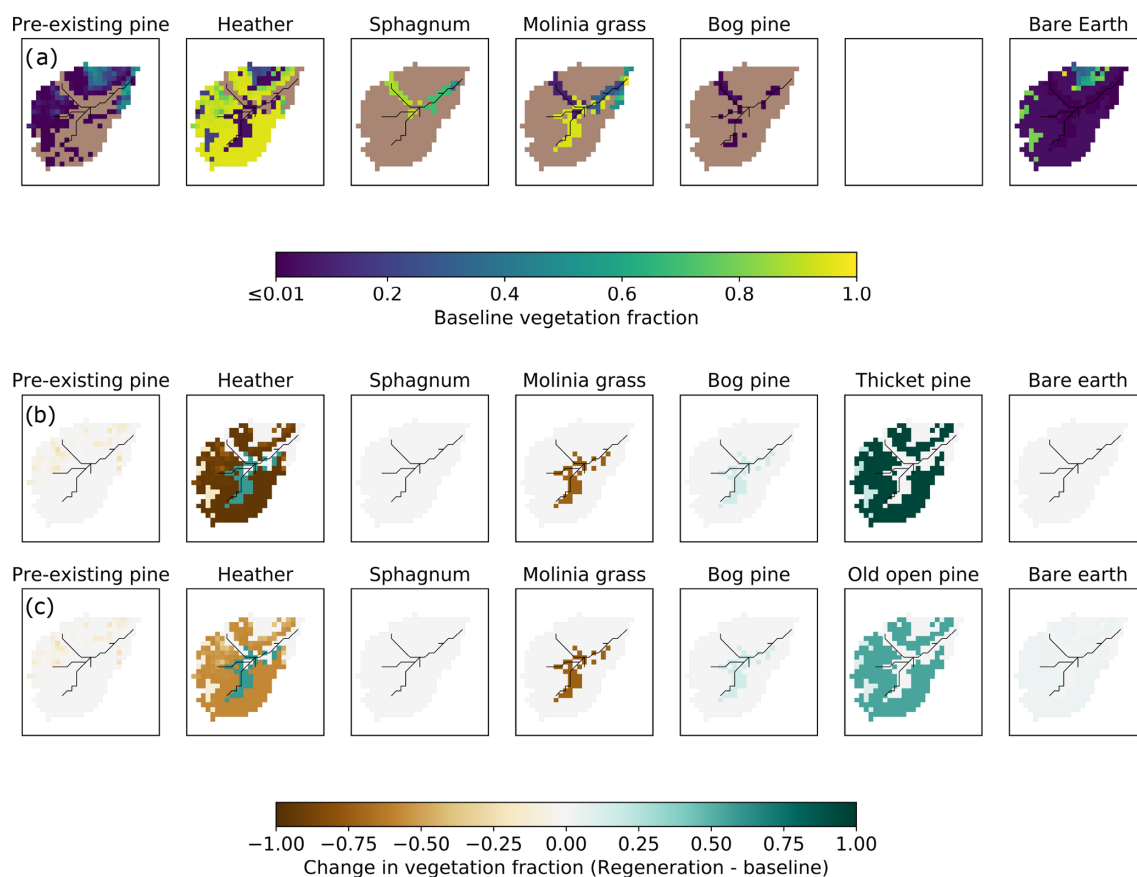 Pre-existing pine Heather Sphagnum Molinia grass Bog pine Bare Earth
(a)
≤0.01 0.2 0.4 0.6 0.8 1.0
Baseline vegetation fraction
Pre-existing pine Heather Sphagnum Molinia grass Bog pine Thicket pine Bare earth
(b)
Pre-existing pine Heather Sphagnum Molinia grass Bog pine Old open pine Bare earth
(c)
−1.00 −0.75 −0.50 −0.25 0.00 0.25 0.50 0.75 1.00
Change in vegetation fraction (Regeneration - baseline)